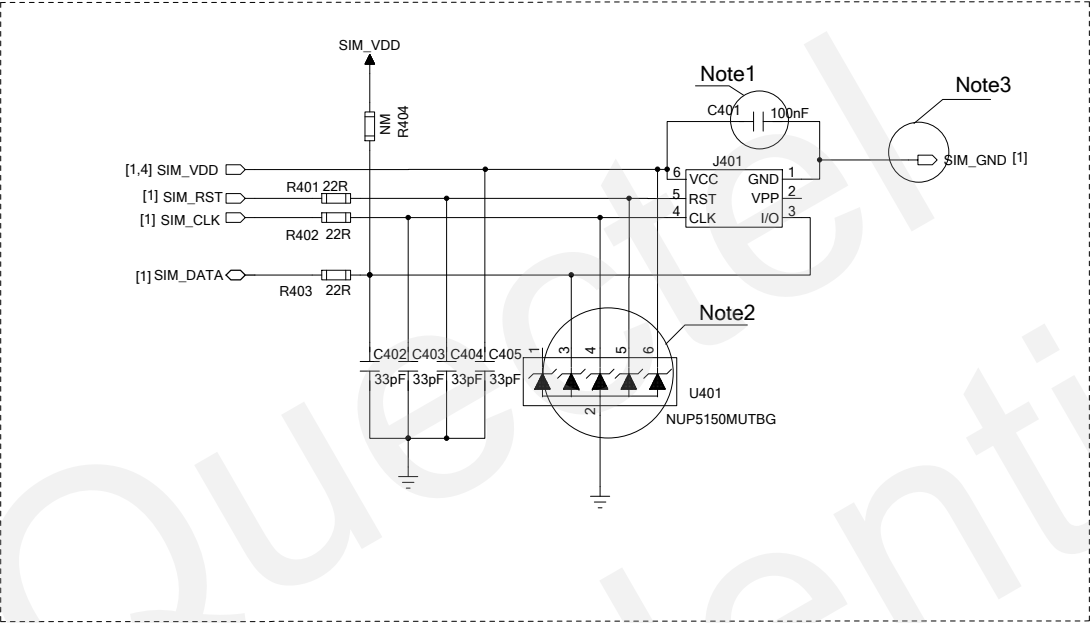 SIM_VDD
Note1
Note3
C401 100nF
NM
R404
J401
[1,4] SIM_VDD
6 VCC GND 1
SIM_GND [1]
[1] SIM_RST
R401 22R
5 RST VPP 2
[1] SIM_CLK
4 CLK I/O 3
R402 22R
[1] SIM_DATA
R403 22R
Note2
C402 C403 C404 C405
33pF 33pF 33pF 33pF
1 3 4 5 6
2
U401
NUP5150MUTBG
Quectel